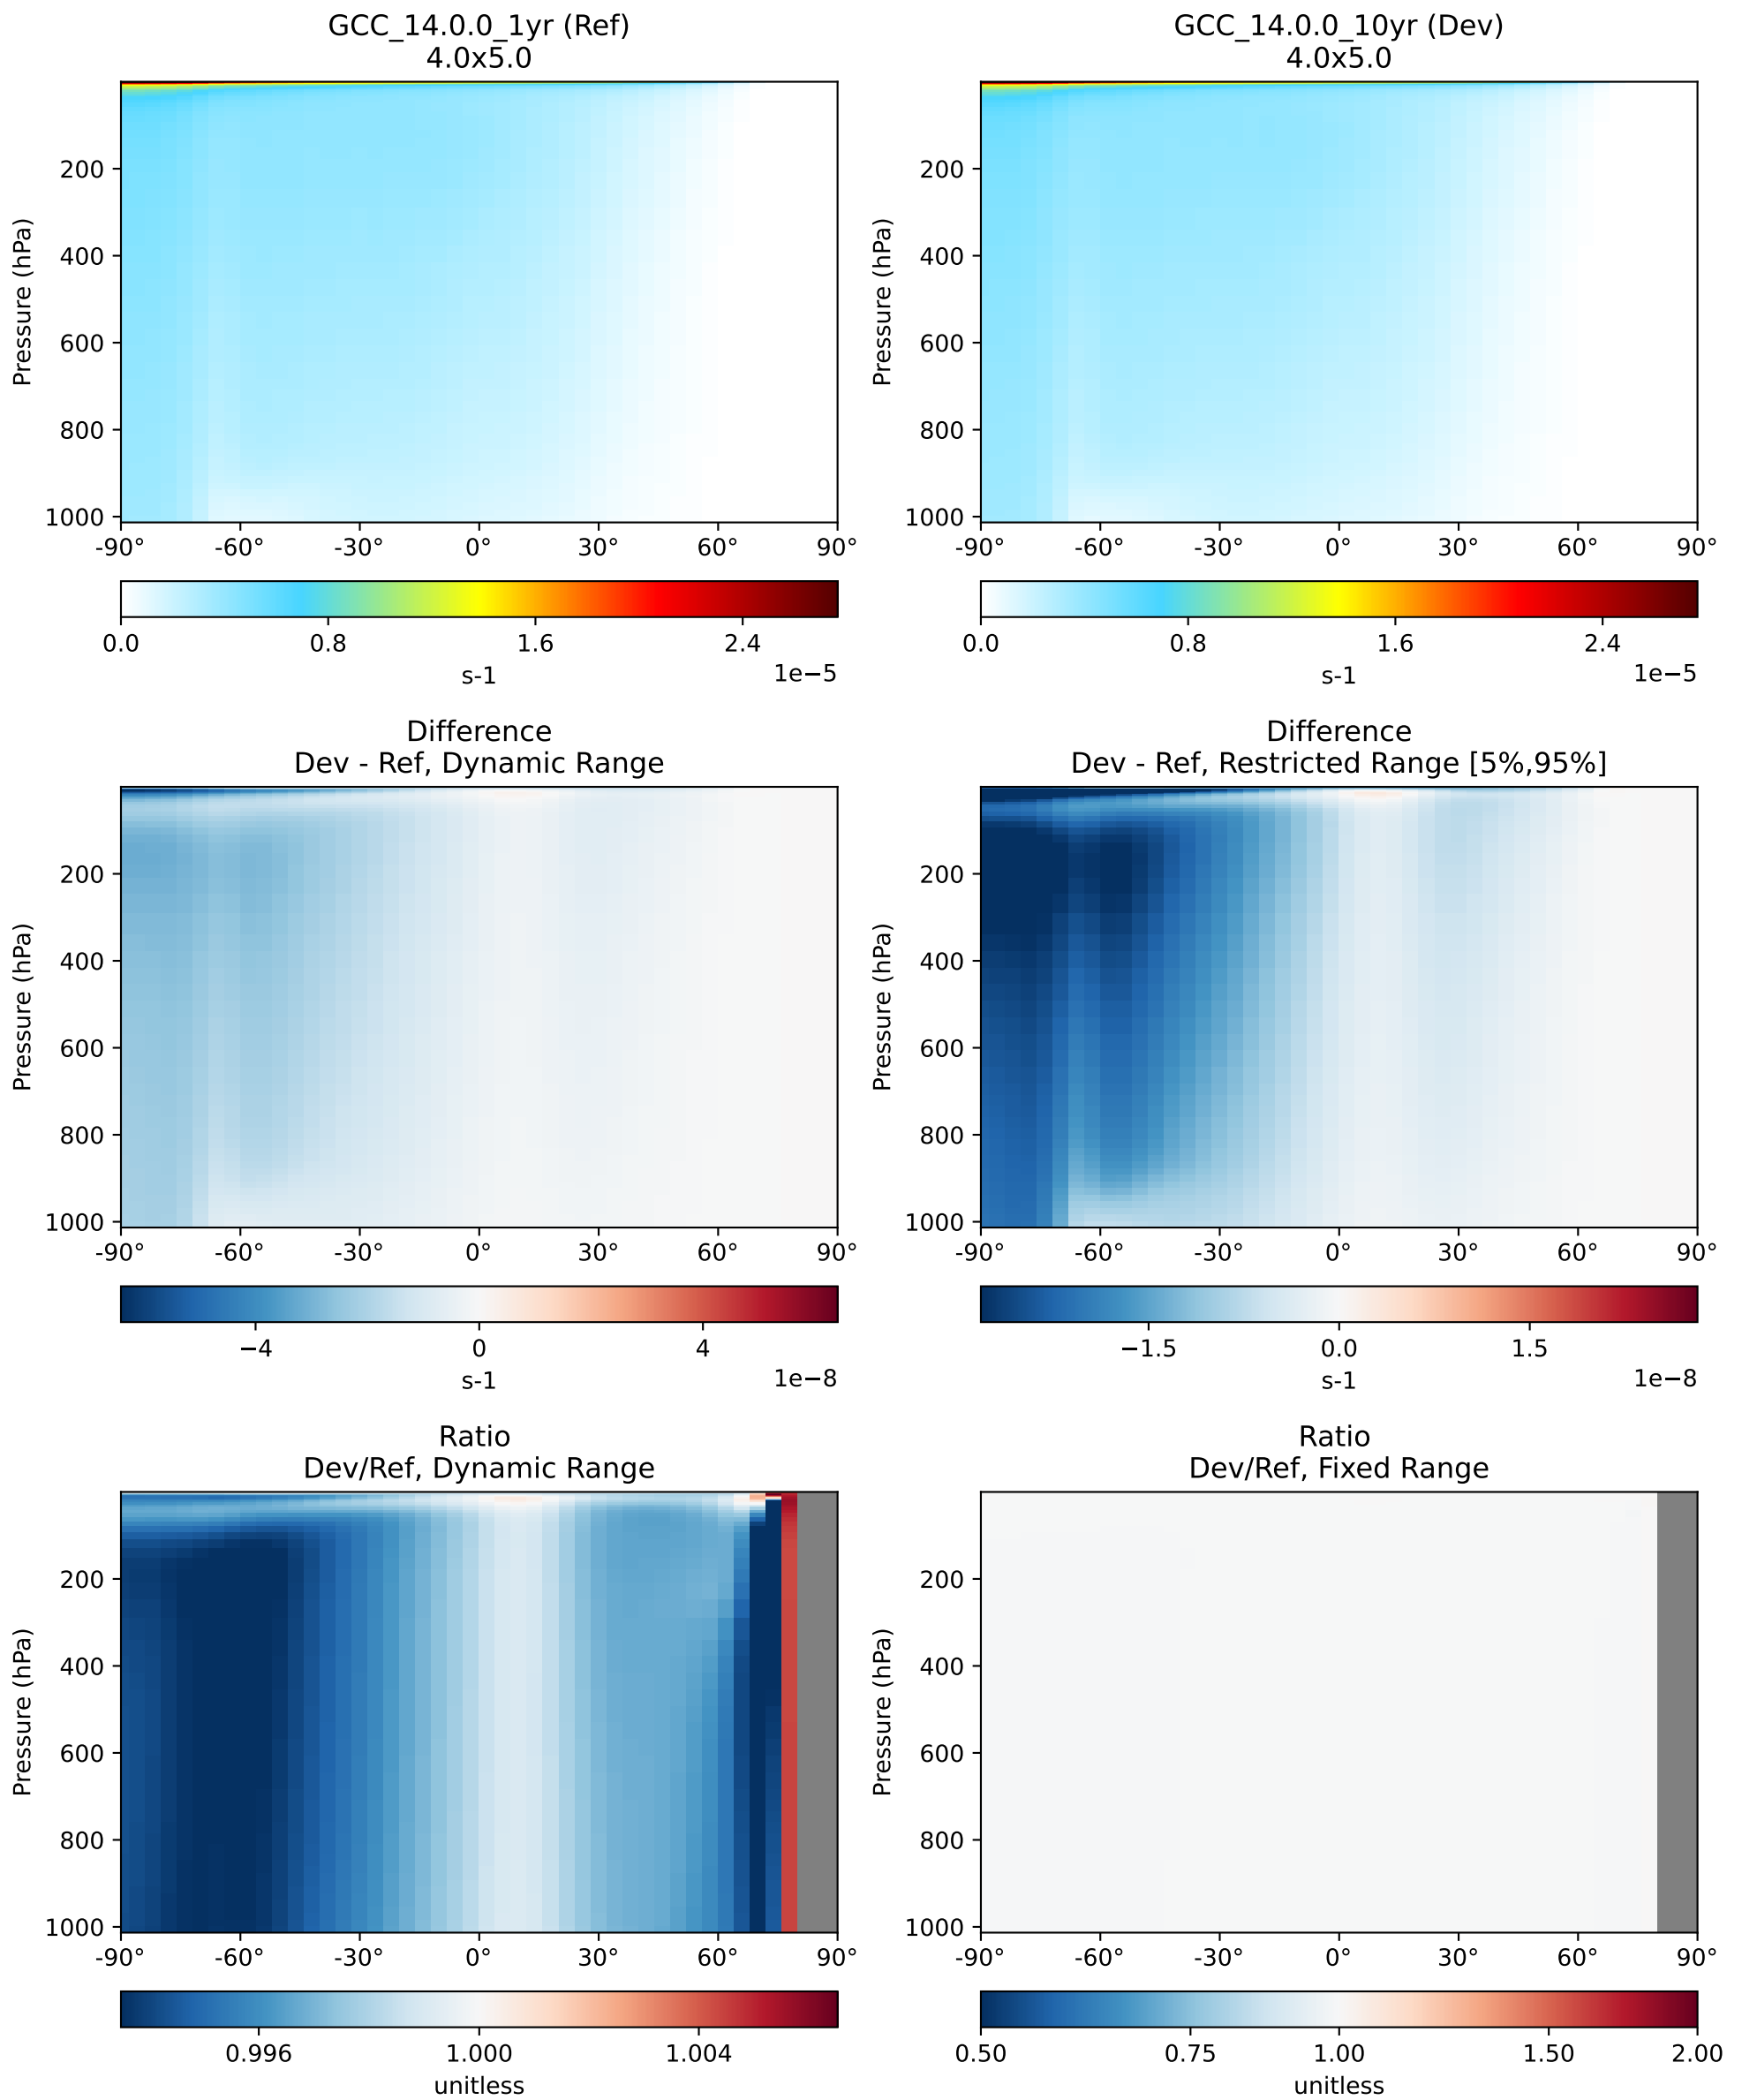 GCC_14.0.0_1yr (Ref)
4.0x5.0
Pressure (hPa)
200
400
600
800
1000
-90° -60° -30° 0° 30° 60° 90°
0.0 0.8 1.6 2.4
1e−5
s-1
GCC_14.0.0_10yr (Dev)
4.0x5.0
Pressure (hPa)
200
400
600
800
1000
-90° -60° -30° 0° 30° 60° 90°
0.0 0.8 1.6 2.4
1e−5
s-1
Difference
Dev - Ref, Dynamic Range
Pressure (hPa)
200
400
600
800
1000
-90° -60° -30° 0° 30° 60° 90°
−4 0 4
1e−8
s-1
Difference
Dev - Ref, Restricted Range [5%,95%]
Pressure (hPa)
200
400
600
800
1000
-90° -60° -30° 0° 30° 60° 90°
−1.5 0.0 1.5
1e−8
s-1
Ratio
Dev/Ref, Dynamic Range
Pressure (hPa)
200
400
600
800
1000
-90° -60° -30° 0° 30° 60° 90°
0.996 1.000 1.004
unitless
Ratio
Dev/Ref, Fixed Range
Pressure (hPa)
200
400
600
800
1000
-90° -60° -30° 0° 30° 60° 90°
0.50 0.75 1.00 1.50 2.00
unitless